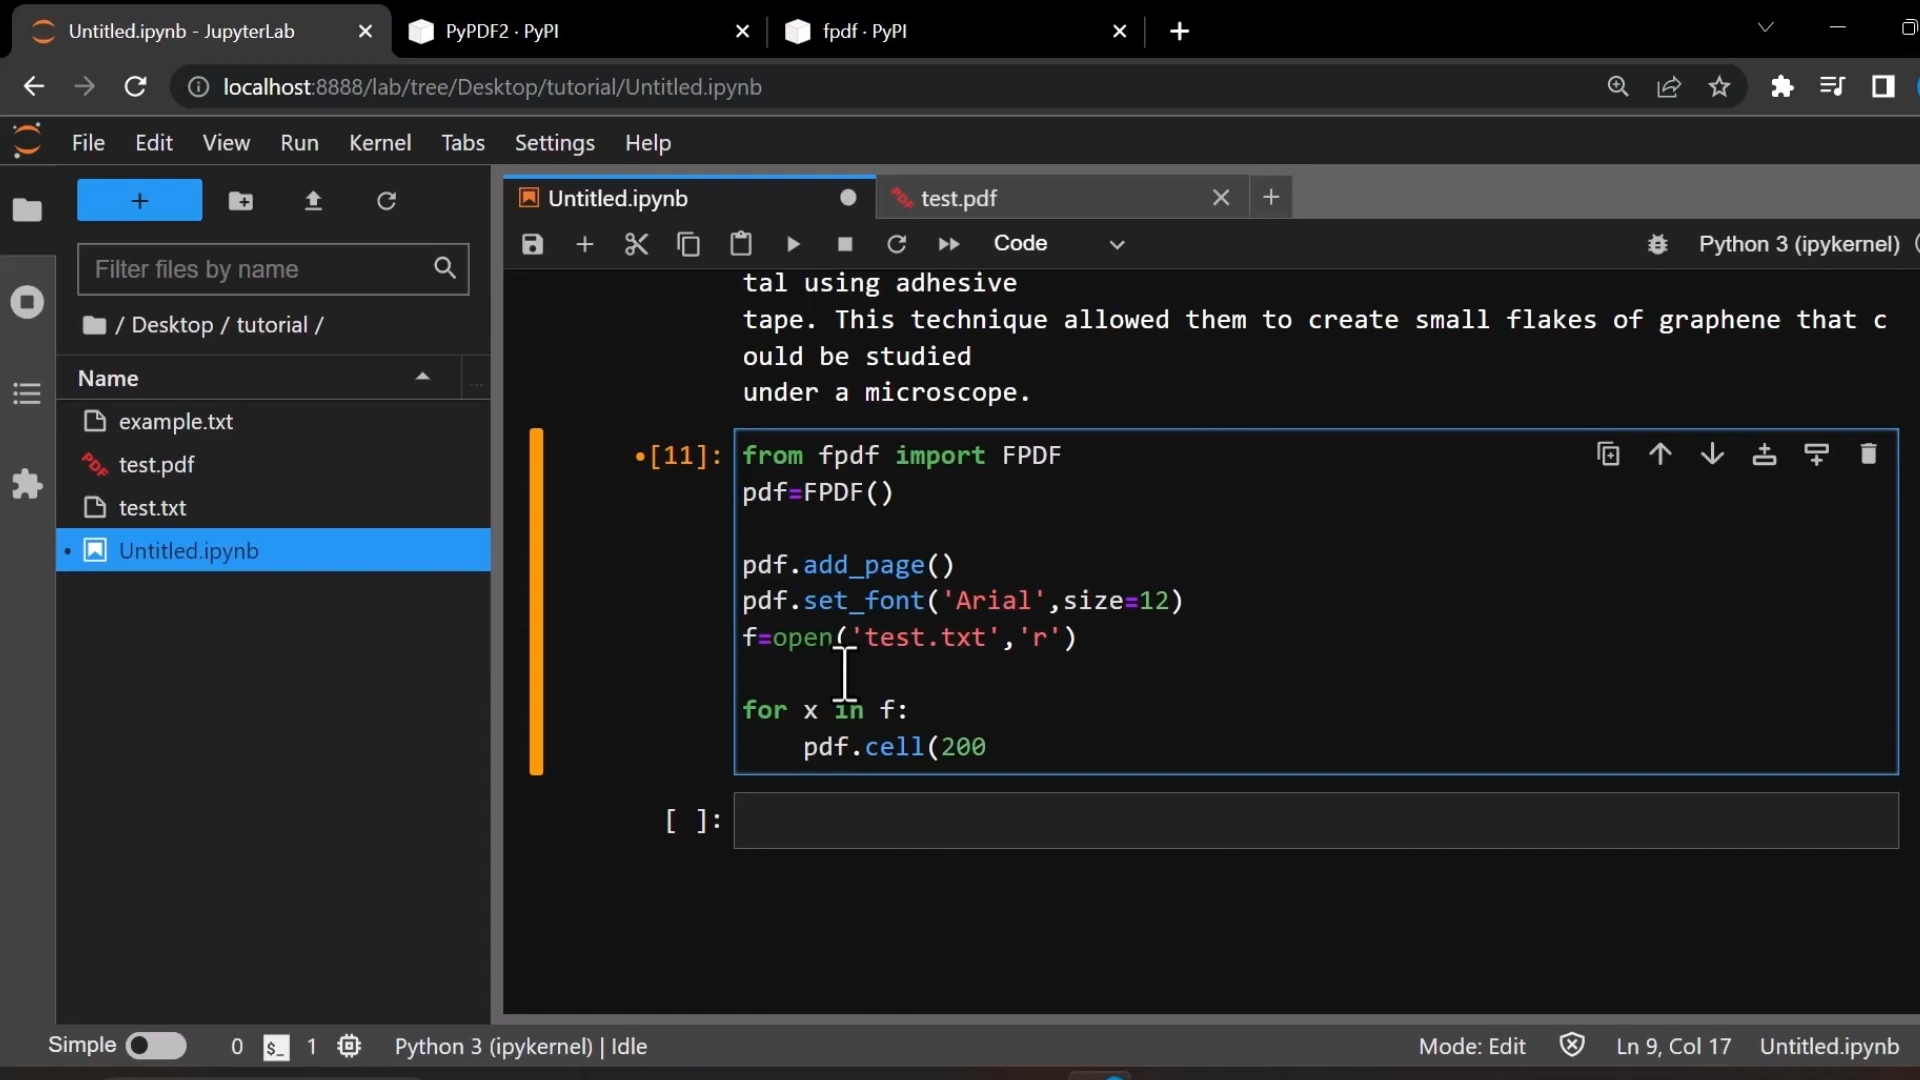 Untitled.ipynb - JupyterLab
PyPDF2 · PyPI
fpdf · PyPI
localhost:8888/lab/tree/Desktop/tutorial/Untitled.ipynb
File Edit View Run Kernel Tabs Settings Help
Untitled.ipynb
test.pdf
Code
Python 3 (ipykernel)
Filter files by name
/ Desktop / tutorial /
Name
...
example.txt
test.pdf
test.txt
Untitled.ipynb
tal using adhesive
tape. This technique allowed them to create small flakes of graphene that c
ould be studied
under a microscope.
[11]:
from fpdf import FPDF
pdf=FPDF()
pdf.add_page()
pdf.set_font('Arial',size=12)
f=open('test.txt','r')
for x in f:
pdf.cell(200
[ ]:
Simple 0 $_ 1 Python 3 (ipykernel) | Idle
Mode: Edit Ln 9, Col 17 Untitled.ipynb